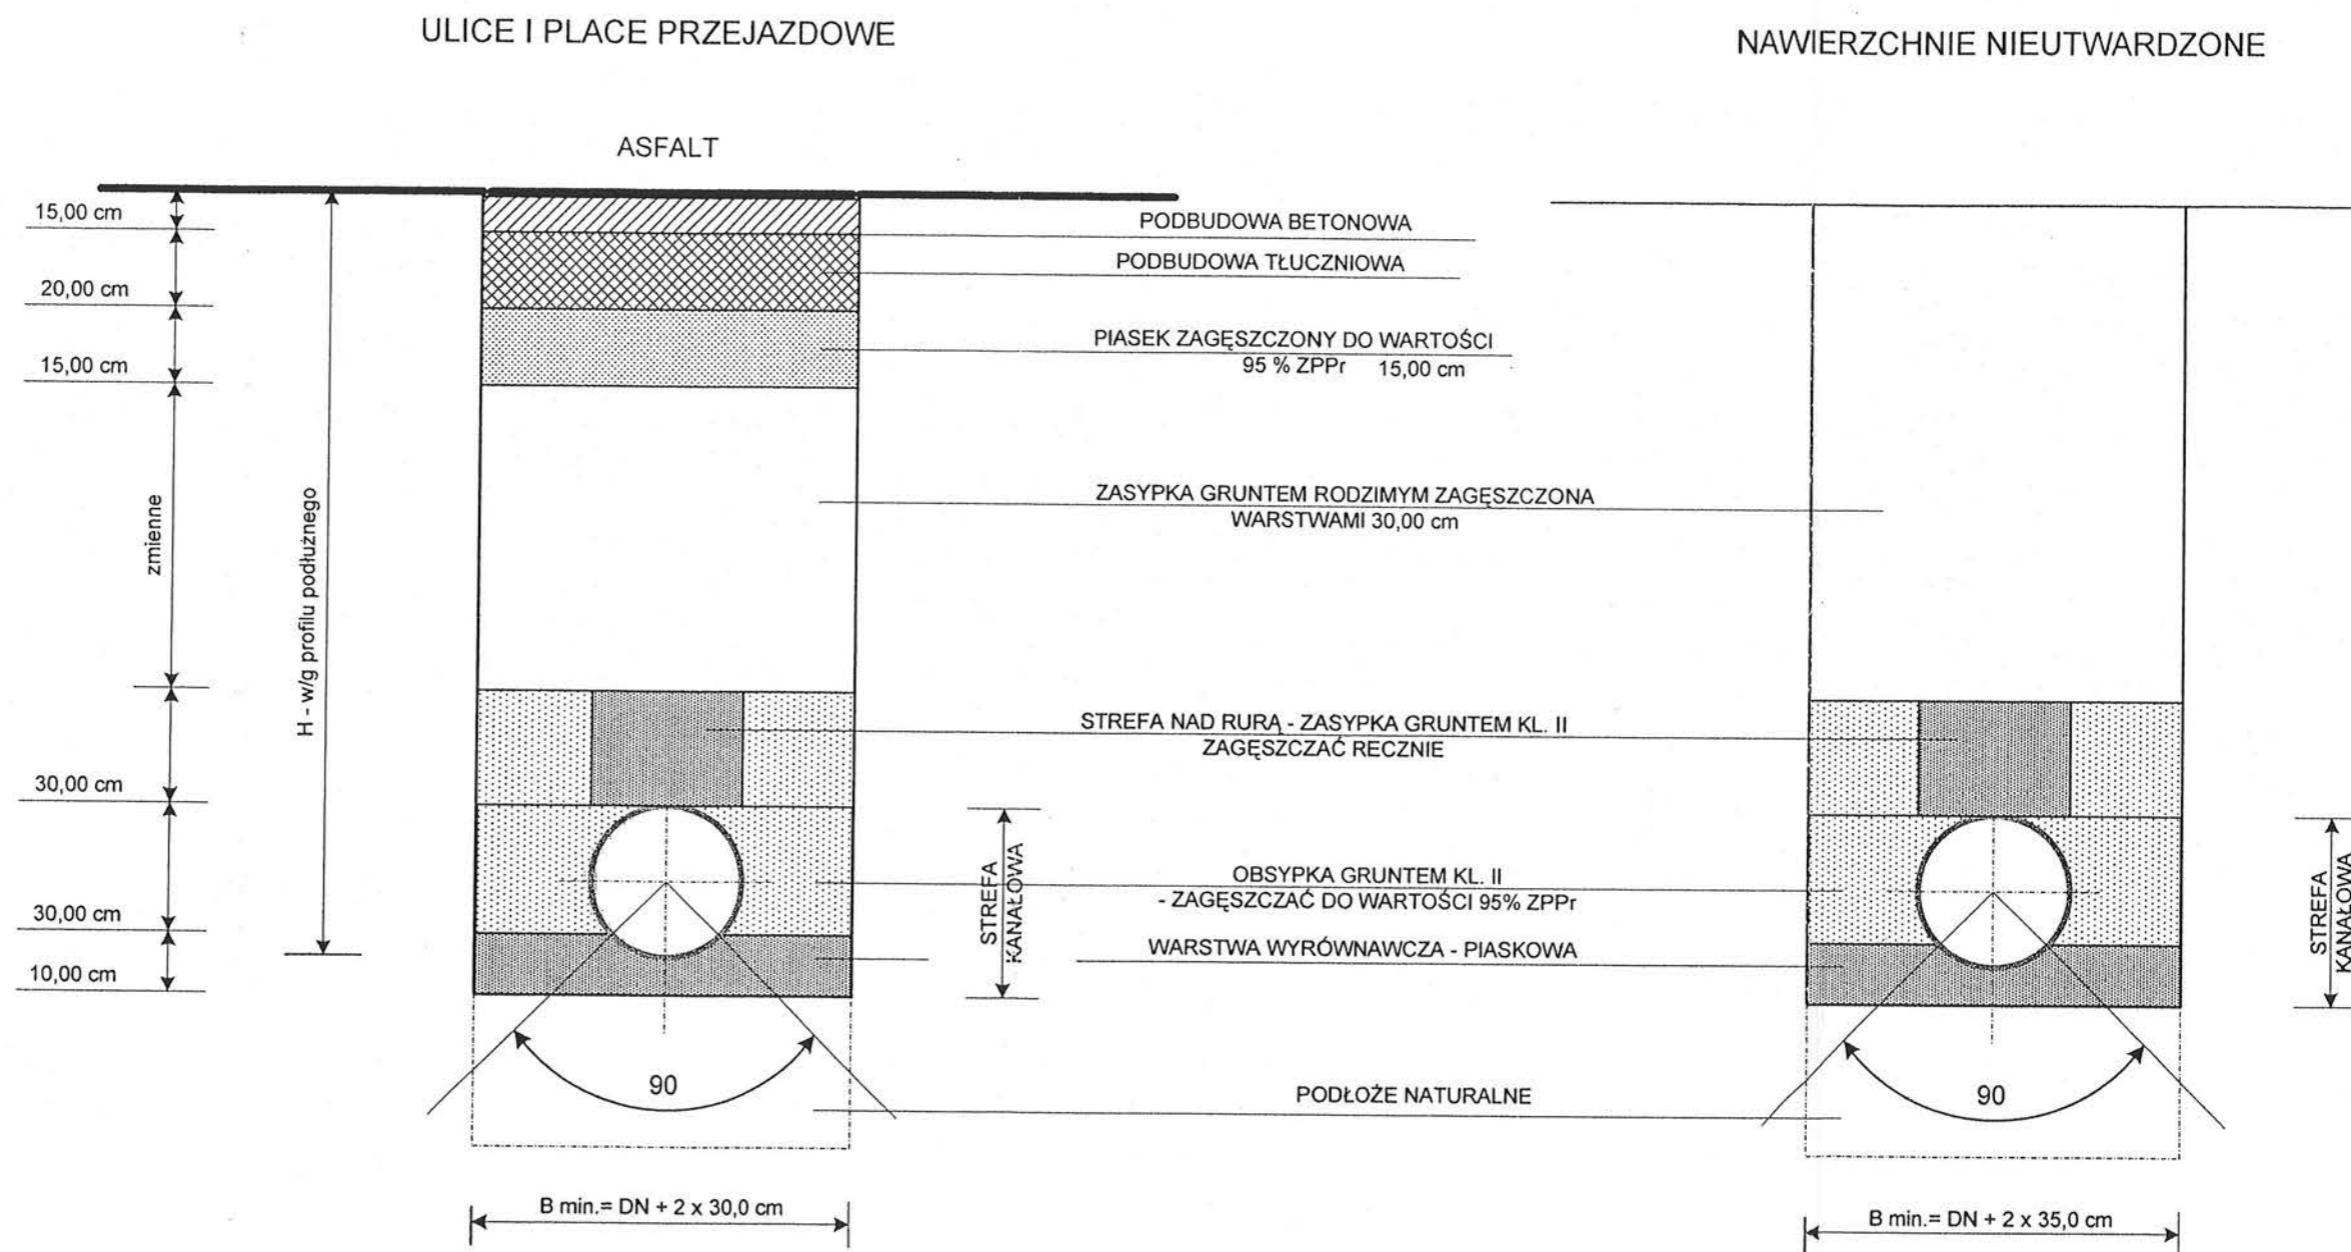 ULICE I PLACE PRZEJAZDOWE
NAWIERZCHNIE NIEUTWARDZONE
ASFALT
15,00 cm
PODBUDOWA BETONOWA
PODBUDOWA TŁUCZNIOWA
20,00 cm
PIASEK ZAGĘSZCZONY DO WARTOŚCI
95 % ZPPr 15,00 cm
15,00 cm
zmienne
H - w/g profilu podłużnego
ZASYPKA GRUNTEM RODZIMYM ZAGĘSZCZONA
WARSTWAMI 30,00 cm
STREFA NAD RURĄ - ZASYPKA GRUNTEM KL. II
ZAGĘSZCZAĆ RECZNIE
30,00 cm
STREFA
KANAŁOWA
OBSYPKA GRUNTEM KL. II
- ZAGĘSZCZAĆ DO WARTOŚCI 95% ZPPr
STREFA
KANAŁOWA
30,00 cm
WARSTWA WYRÓWNAWCZA - PIASKOWA
10,00 cm
90
PODŁOŻE NATURALNE
90
B min.= DN + 2 x 30,0 cm
B min.= DN + 2 x 35,0 cm